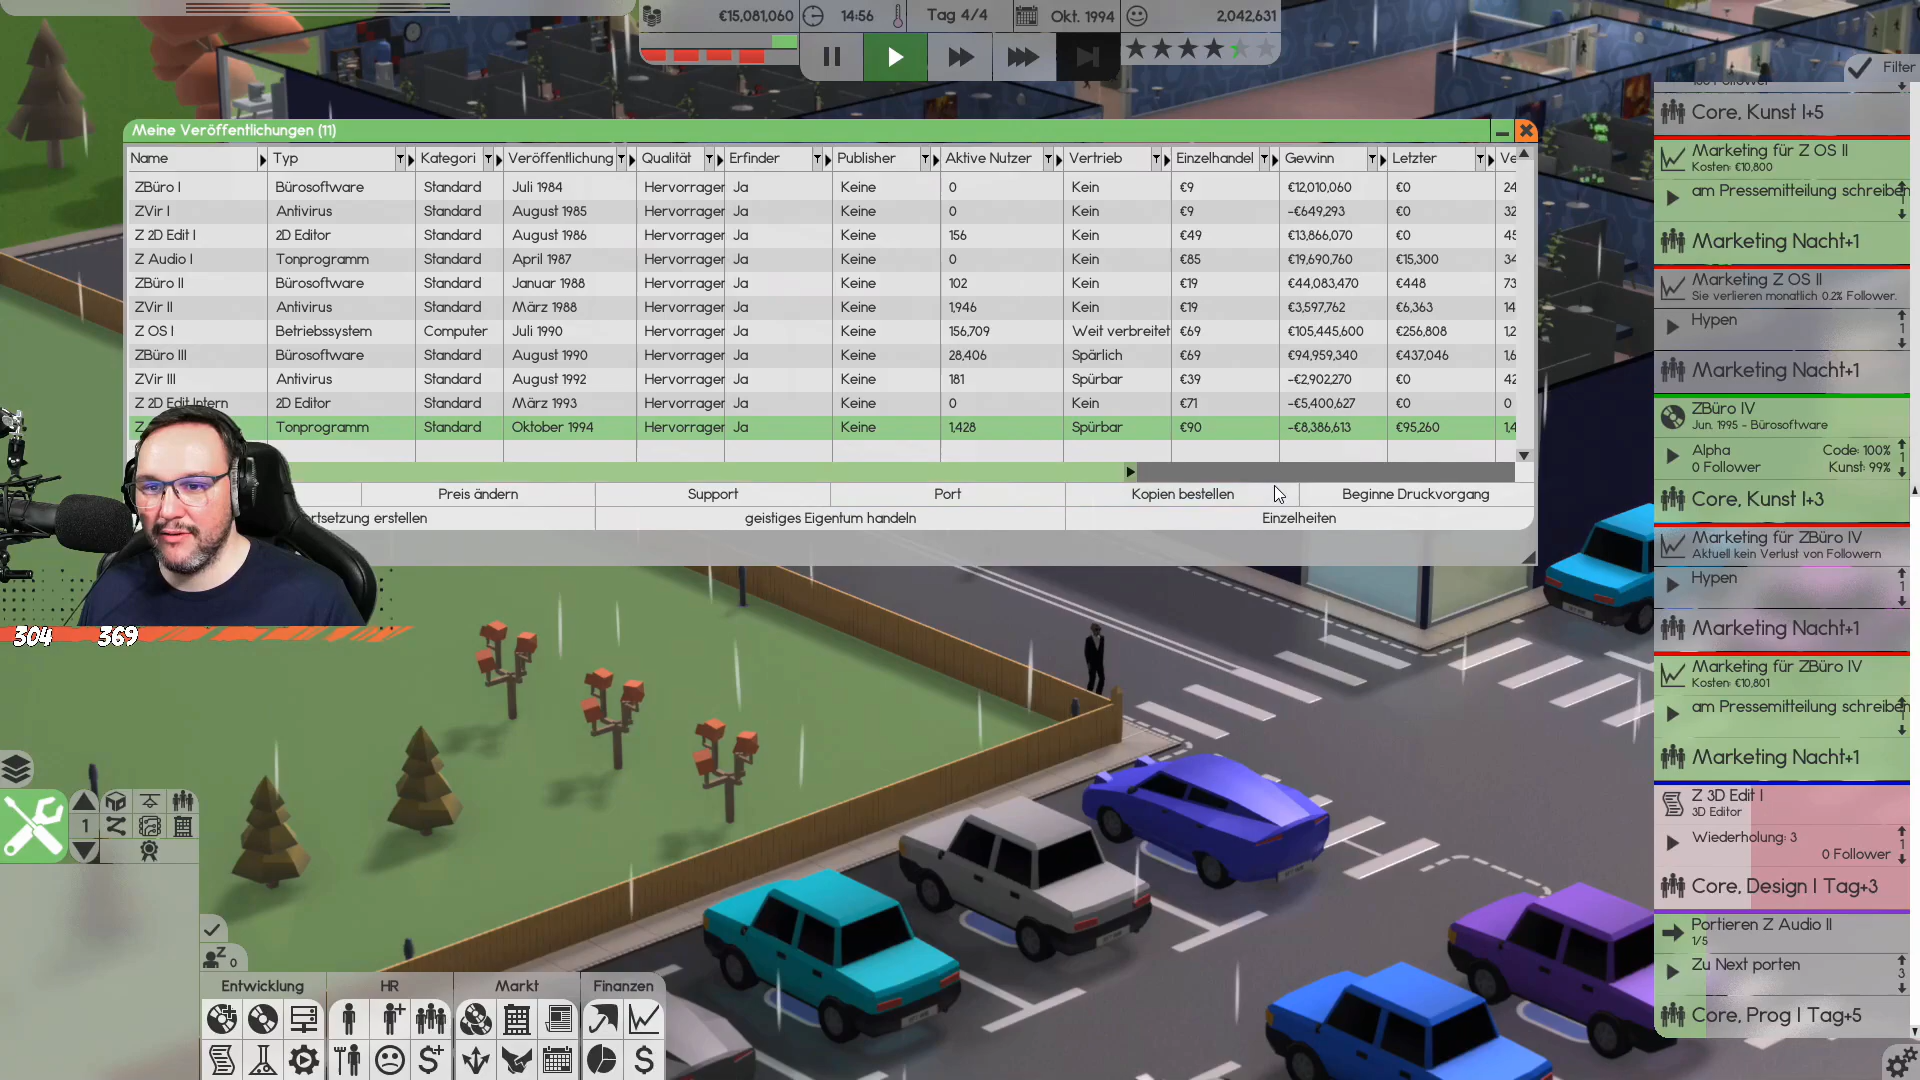 €15,081,060
14:56
Tag 4/4
Okt. 1994
2,042,631
Filter
Meine Veröffentlichungen (11)
Name Typ Kategori Veröffentlichung Qualität Erfinder Publisher Aktive Nutzer Vertrieb Einzelhandel Gewinn Letzter Ve
ZBüro I Bürosoftware Standard Juli 1984 Hervorrager Ja Keine 0 Kein €9 €12,010,060 €0 24
ZVir I Antivirus Standard August 1985 Hervorrager Ja Keine 0 Kein €9 -€649,293 €0 32
Z 2D Edit I 2D Editor Standard August 1986 Hervorrager Ja Keine 156 Kein €49 €13,866,070 €0 45
Z Audio I Tonprogramm Standard April 1987 Hervorrager Ja Keine 0 Kein €85 €19,690,760 €15,300 34
ZBüro II Bürosoftware Standard Januar 1988 Hervorrager Ja Keine 102 Kein €19 €44,083,470 €448 73
ZVir II Antivirus Standard März 1988 Hervorrager Ja Keine 1,946 Kein €19 €3,597,762 €6,363 14
Z OS I Betriebssystem Computer Juli 1990 Hervorrager Ja Keine 156,709 Weit verbreitet €69 €105,445,600 €256,808 1,2
ZBüro III Bürosoftware Standard August 1990 Hervorrager Ja Keine 28,406 Spärlich €69 €94,959,340 €437,046 1,6
ZVir III Antivirus Standard August 1992 Hervorrager Ja Keine 181 Spürbar €39 -€2,902,270 €0 42
Z 2D Edit Intern 2D Editor Standard März 1993 Hervorrager Ja Keine 0 Kein €71 -€5,400,627 €0 0
Z Tonprogramm Standard Oktober 1994 Hervorrager Ja Keine 1,428 Spürbar €90 -€8,386,613 €95,260 1,4
Preis ändern Support Port Kopien bestellen Beginne Druckvorgang
ortsetzung erstellen geistiges Eigentum handeln Einzelheiten
304 369
Core, Kunst I+5
Marketing für Z OS II
Kosten: €10,800
am Pressemitteilung schreiben
Marketing Nacht+1
Marketing Z OS II
Sie verlieren monatlich 0.2% Follower.
Hypen
1
Marketing Nacht+1
ZBüro IV
Jun. 1995 - Bürosoftware
Alpha Code: 100%
0 Follower Kunst: 99%
1
Core, Kunst I+3
Marketing für ZBüro IV
Aktuell kein Verlust von Followern
Hypen
1
Marketing Nacht+1
Marketing für ZBüro IV
Kosten: €10,801
am Pressemitteilung schreiben
Marketing Nacht+1
Z 3D Edit I
3D Editor
Wiederholung: 3
0 Follower
1
Core, Design I Tag+3
Portieren Z Audio II
1/5
Zu Next porten
3
Core, Prog I Tag+5
1
Z 0
Entwicklung HR Markt Finanzen